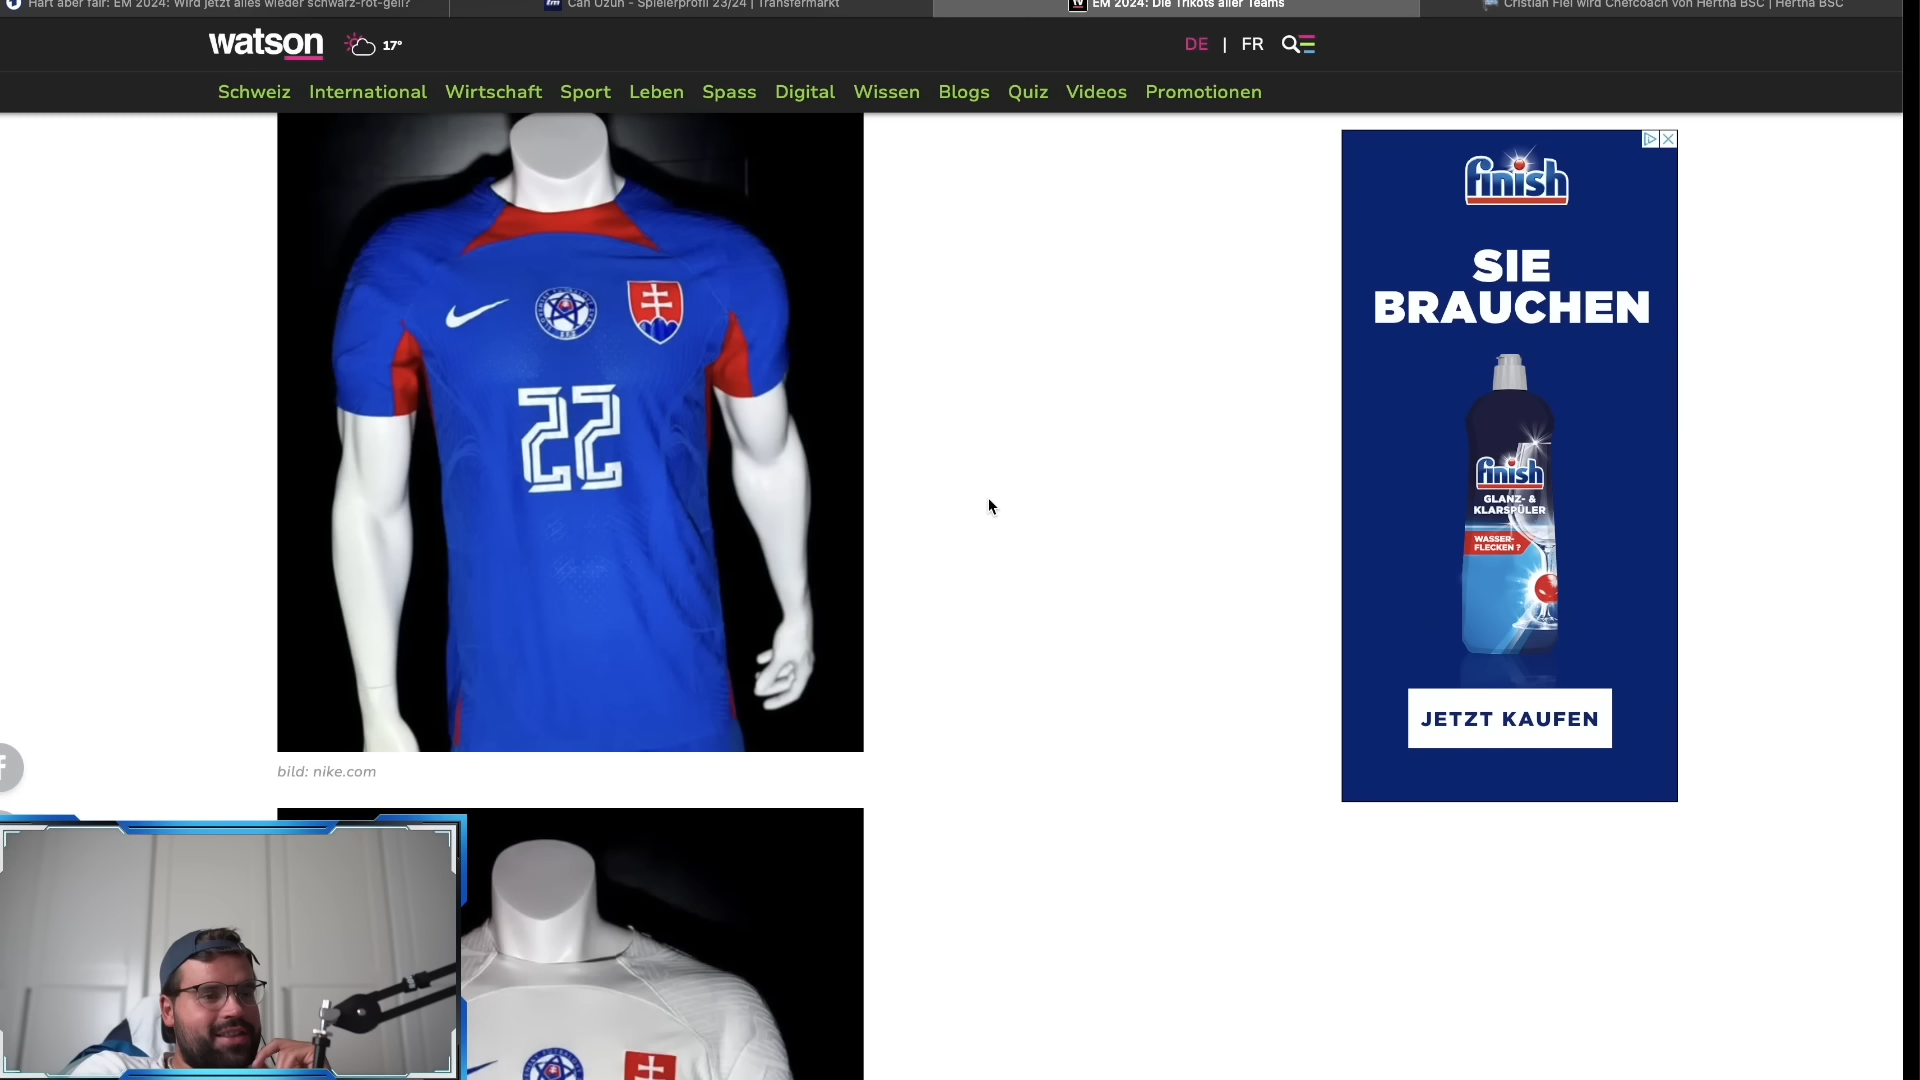 Hart aber fair: EM 2024: Wird jetzt alles wieder schwarz-rot-geil?
tm Can Uzun - Spielerprofil 23/24 | Transfermarkt
EM 2024: Die Trikots aller Teams
Cristian Fiel wird Chefcoach von Hertha BSC | Hertha BSC
watson 17° DE | FR
Schweiz International Wirtschaft Sport Leben Spass Digital Wissen Blogs Quiz Videos Promotionen
22
bild: nike.com
finish
SIE
BRAUCHEN
finish
GLANZ- &
KLARSPÜLER
WASSER-
FLECKEN ?
JETZT KAUFEN